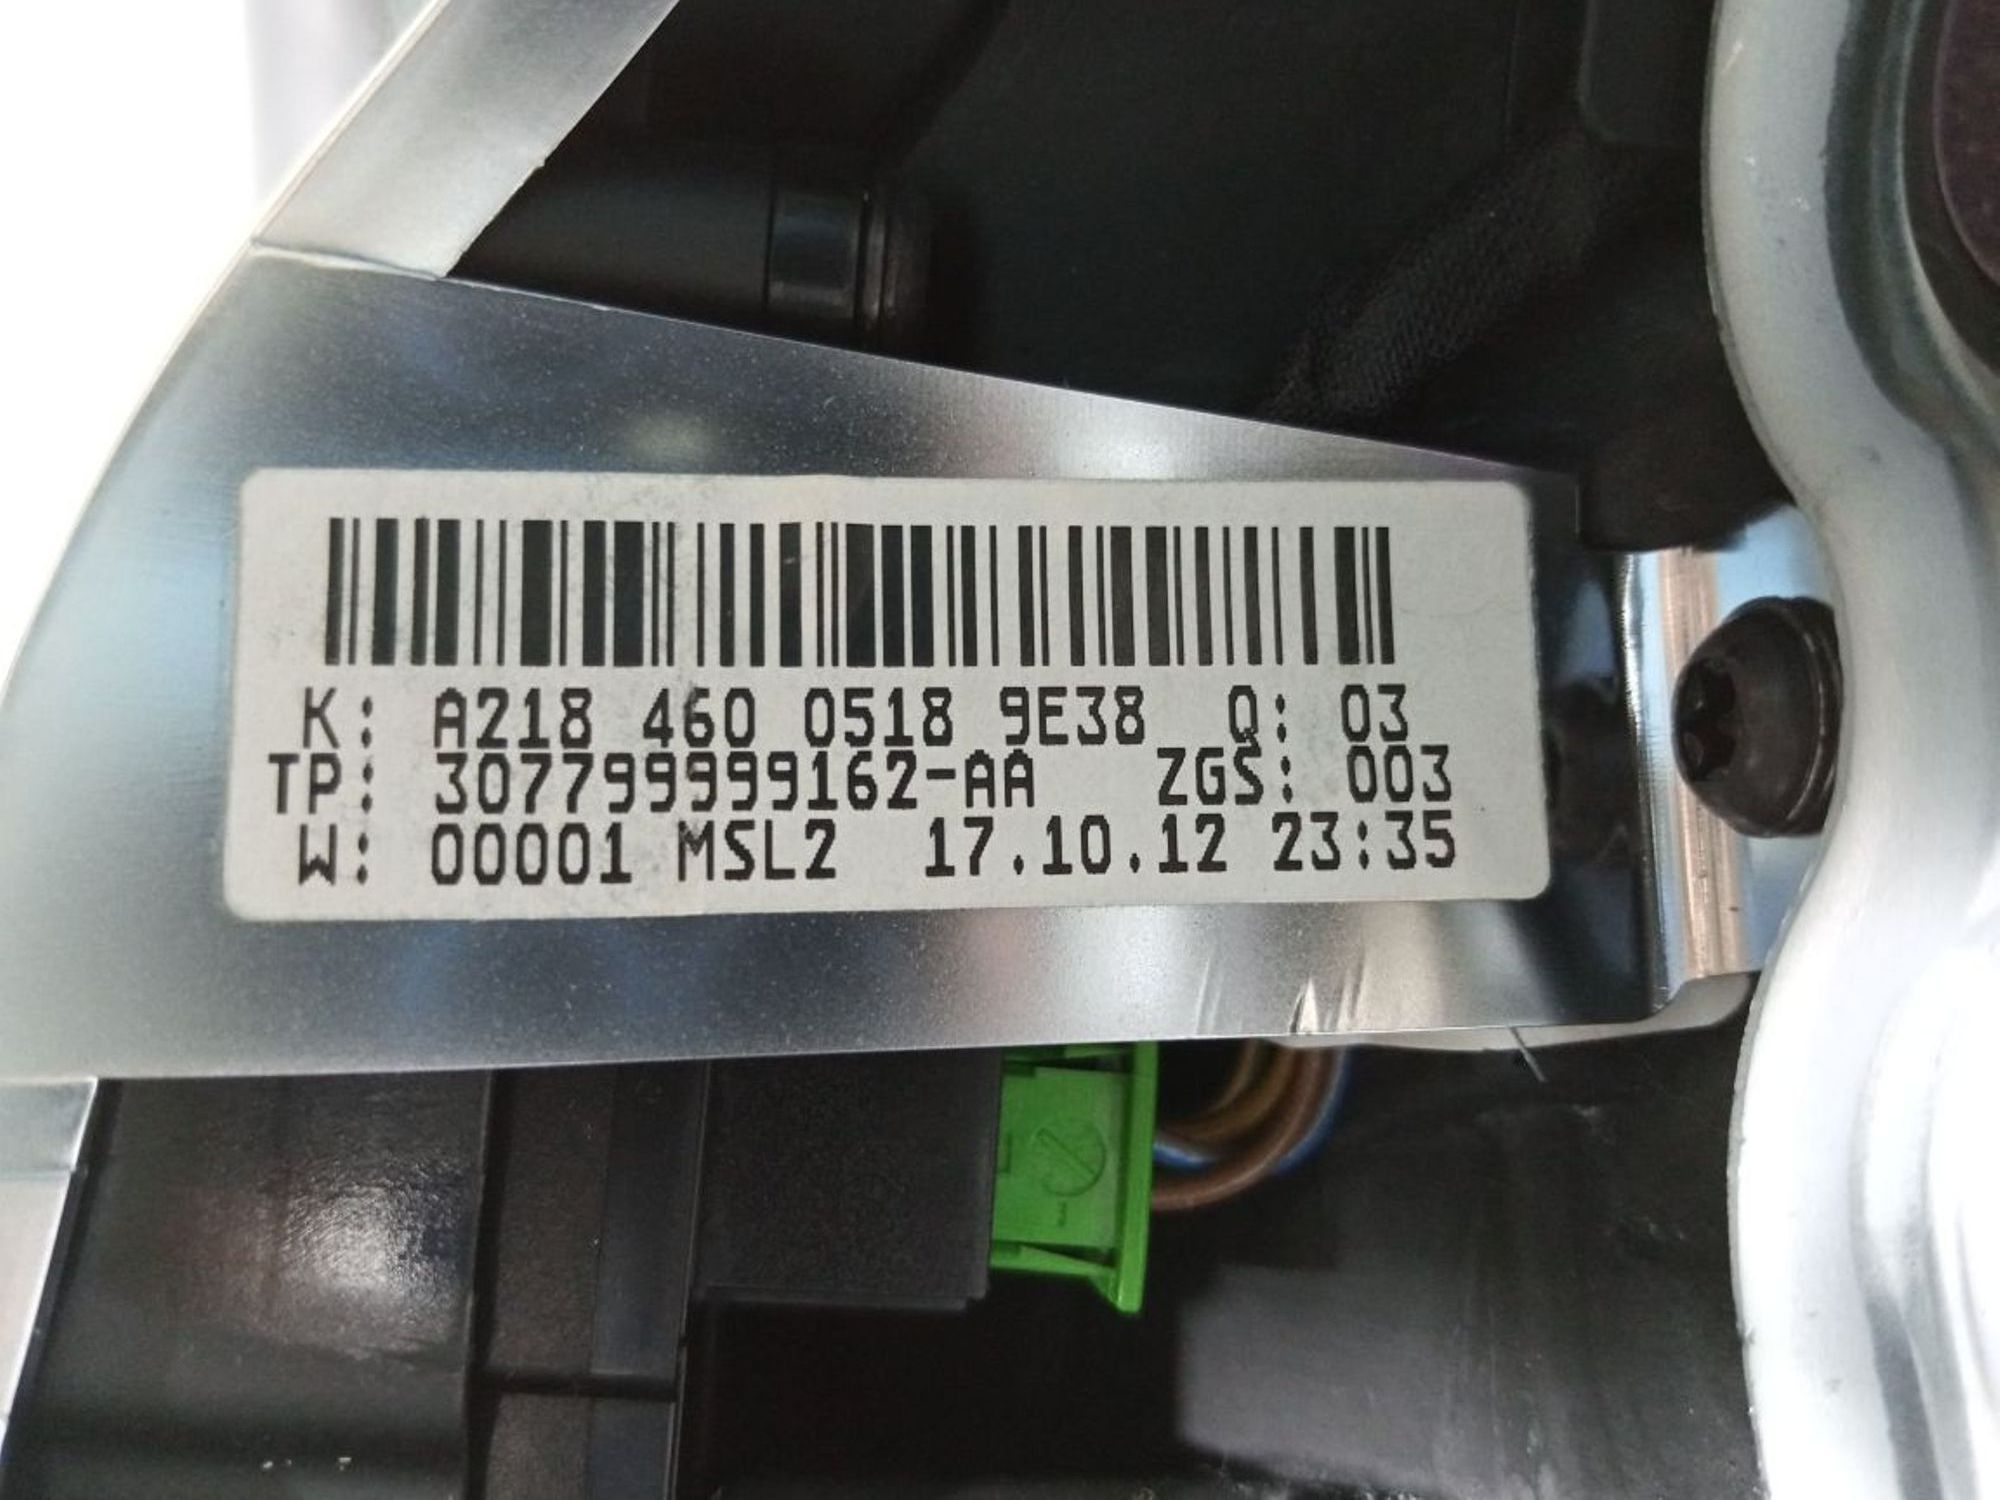 K: A218 460 0518 9E38 Q: 03
TP: 307799999162-AA ZGS: 003
W: 00001 MSL2 17.10.12 23:35